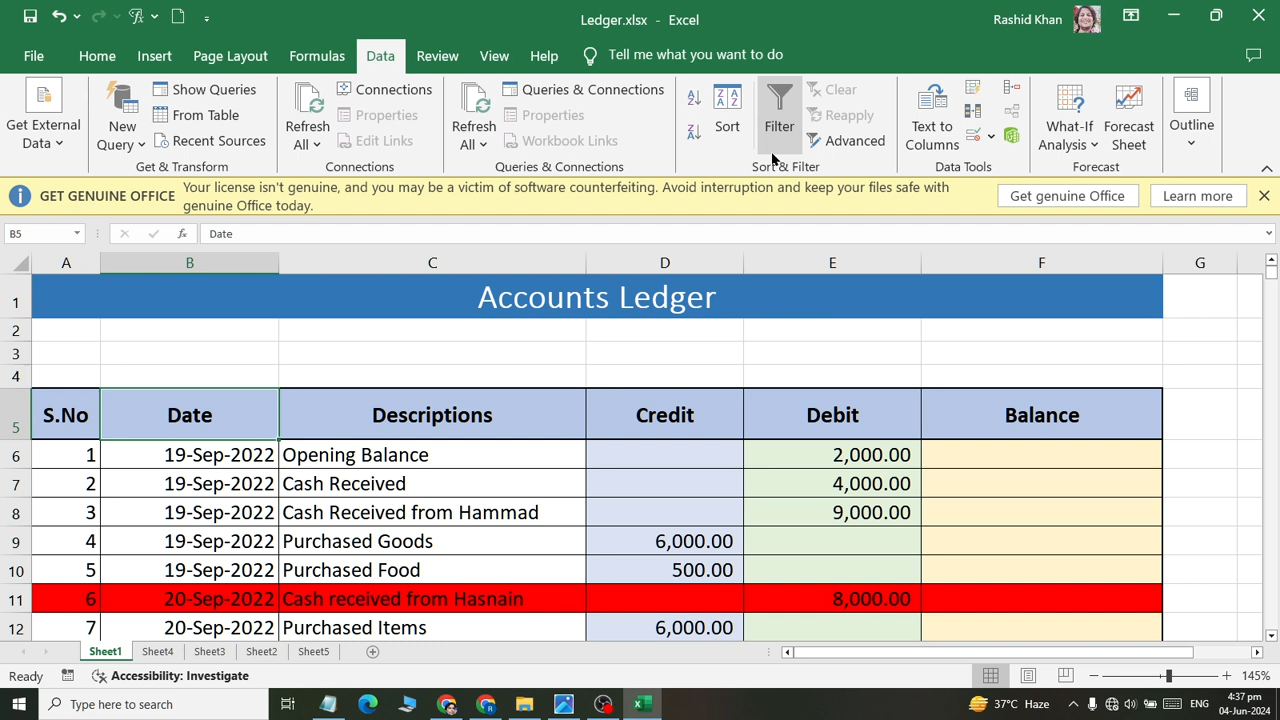 Ledger.xlsx - Excel
Rashid Khan
File Home Insert Page Layout Formulas Data Review View Help Tell me what you want to do
Get External Data
New Query
Show Queries
From Table
Recent Sources
Get & Transform
Refresh All
Connections
Properties
Edit Links
Connections
Refresh All
Queries & Connections
Properties
Workbook Links
Queries & Connections
Sort
Filter
Clear
Reapply
Advanced
Sort & Filter
Text to Columns
Data Tools
What-If Analysis
Forecast Sheet
Forecast
Outline
GET GENUINE OFFICE Your license isn't genuine, and you may be a victim of software counterfeiting. Avoid interruption and keep your files safe with
genuine Office today.
Get genuine Office
Learn more
B5 fx Date
A B C D E F G
1 Accounts Ledger
2
3
4
5 S.No Date Descriptions Credit Debit Balance
6 1 19-Sep-2022 Opening Balance 2,000.00
7 2 19-Sep-2022 Cash Received 4,000.00
8 3 19-Sep-2022 Cash Received from Hammad 9,000.00
9 4 19-Sep-2022 Purchased Goods 6,000.00
10 5 19-Sep-2022 Purchased Food 500.00
11 6 20-Sep-2022 Cash received from Hasnain 8,000.00
12 7 20-Sep-2022 Purchased Items 6,000.00
Sheet1 Sheet4 Sheet3 Sheet2 Sheet5
Ready Accessibility: Investigate 145%
Type here to search 37°C Haze ENG 4:37 pm
04-Jun-2024